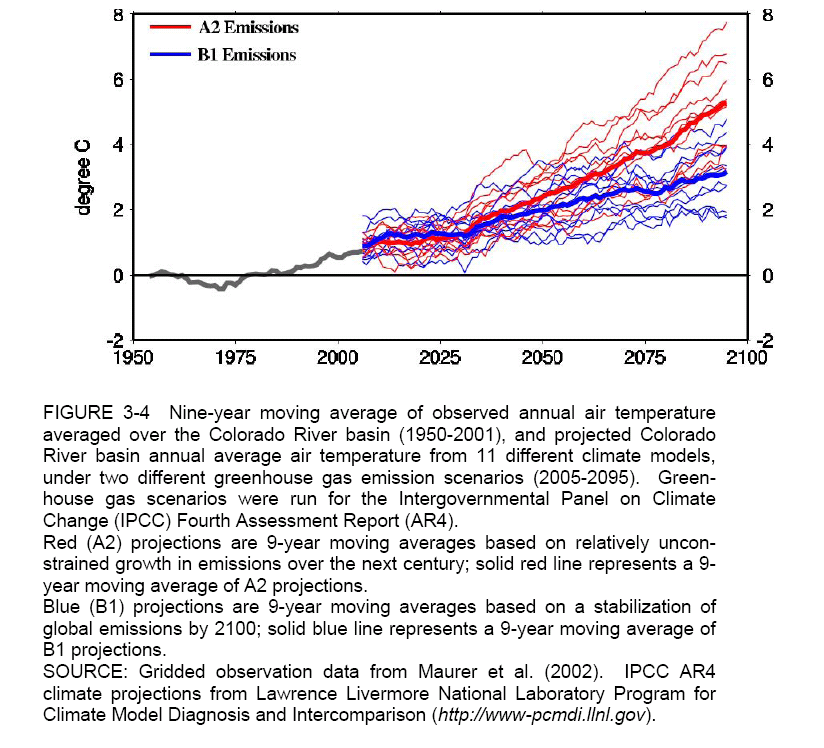 8
8
A2 Emissions
B1 Emissions
6
6
degree C
4
4
2
2
0
0
-2
-2
1950 1975 2000 2025 2050 2075 2100
FIGURE 3-4 Nine-year moving average of observed annual air temperature
averaged over the Colorado River basin (1950-2001), and projected Colorado
River basin annual average air temperature from 11 different climate models,
under two different greenhouse gas emission scenarios (2005-2095). Green-
house gas scenarios were run for the Intergovernmental Panel on Climate
Change (IPCC) Fourth Assessment Report (AR4).
Red (A2) projections are 9-year moving averages based on relatively uncon-
strained growth in emissions over the next century; solid red line represents a 9-
year moving average of A2 projections.
Blue (B1) projections are 9-year moving averages based on a stabilization of
global emissions by 2100; solid blue line represents a 9-year moving average of
B1 projections.
SOURCE: Gridded observation data from Maurer et al. (2002). IPCC AR4
climate projections from Lawrence Livermore National Laboratory Program for
Climate Model Diagnosis and Intercomparison (http://www-pcmdi.llnl.gov).